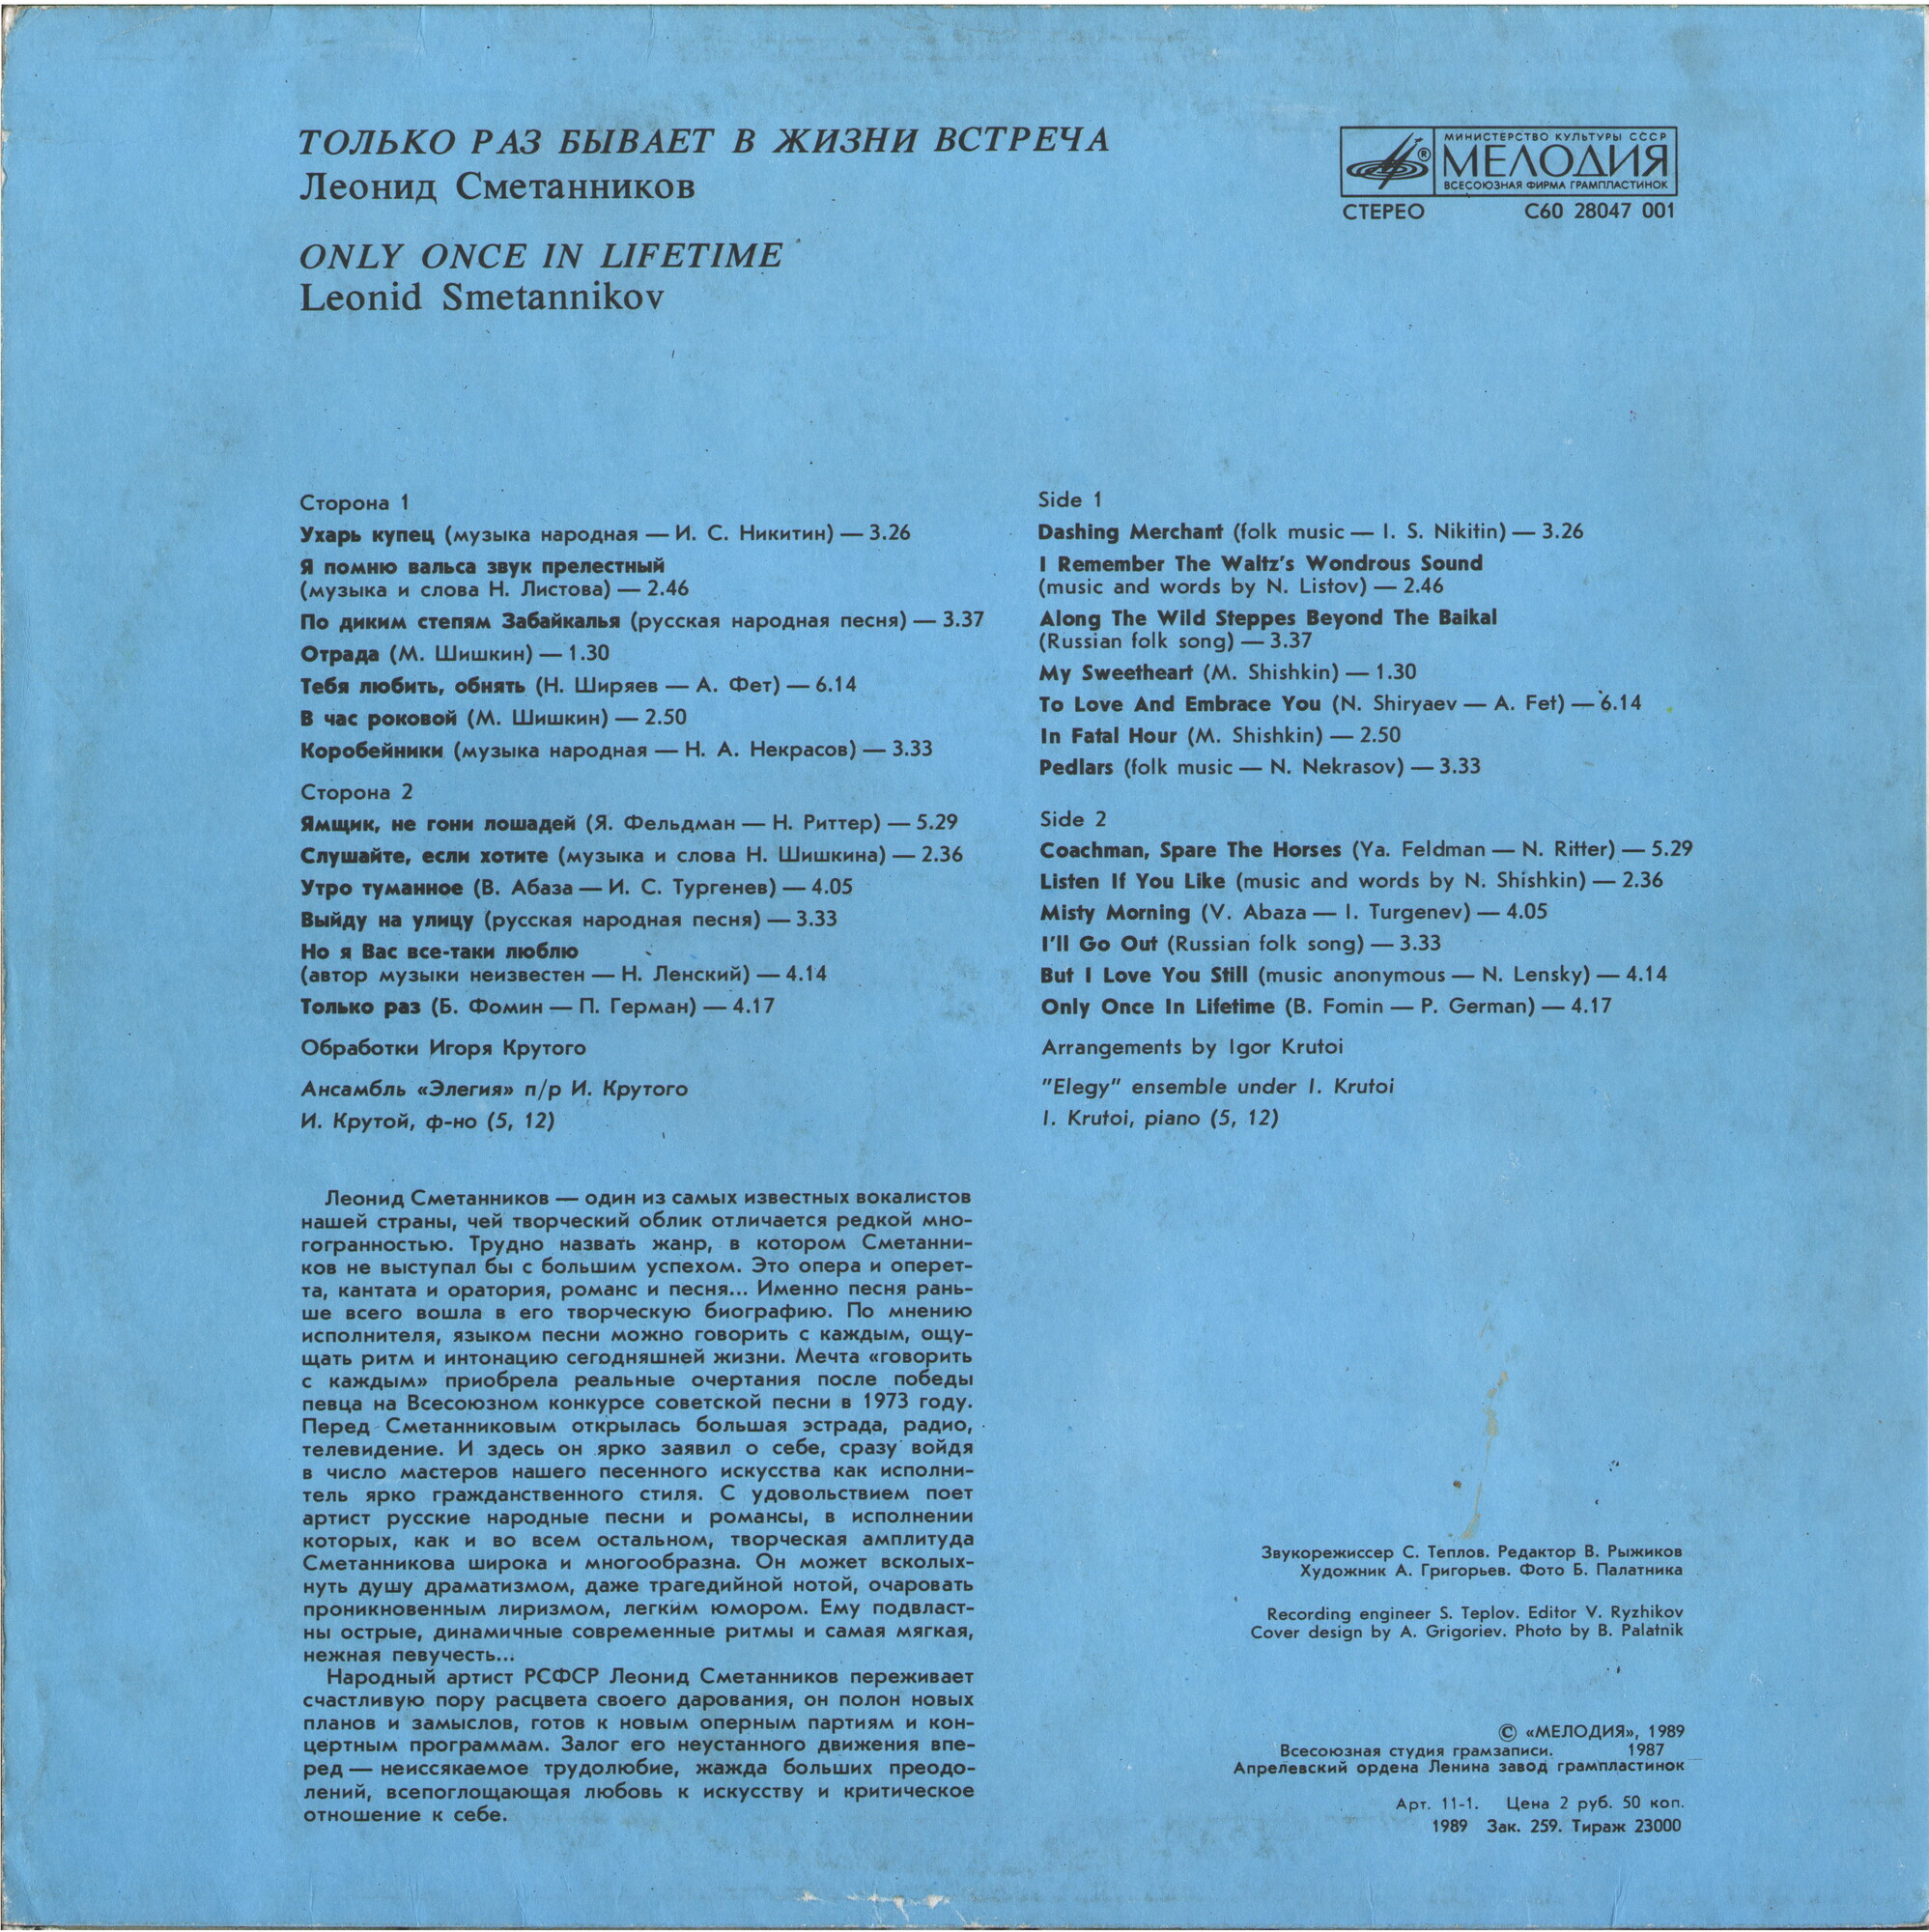 ТОЛЬКО РАЗ БЫВАЕТ В ЖИЗНИ ВСТРЕЧА
Леонид Сметанников
ONLY ONCE IN LIFETIME
Leonid Smetannikov
МИНИСТЕРСТВО КУЛЬТУРЫ СССР
® МЕЛОДИЯ
ВСЕСОЮЗНАЯ ФИРМА ГРАМПЛАСТИНОК
СТЕРЕО С60 28047 001
Сторона 1
Ухарь купец (музыка народная — И. С. Никитин) — 3.26
Я помню вальса звук прелестный
(музыка и слова Н. Листова) — 2.46
По диким степям Забайкалья (русская народная песня) — 3.37
Отрада (М. Шишкин) — 1.30
Тебя любить, обнять (Н. Ширяев — А. Фет) — 6.14
В час роковой (М. Шишкин) — 2.50
Коробейники (музыка народная — Н. А. Некрасов) — 3.33
Сторона 2
Ямщик, не гони лошадей (Я. Фельдман — Н. Риттер) — 5.29
Слушайте, если хотите (музыка и слова Н. Шишкина) — 2.36
Утро туманное (В. Абаза — И. С. Тургенев) — 4.05
Выйду на улицу (русская народная песня) — 3.33
Но я Вас все-таки люблю
(автор музыки неизвестен — Н. Ленский) — 4.14
Только раз (Б. Фомин — П. Герман) — 4.17
Обработки Игоря Крутого
Ансамбль «Элегия» п/р И. Крутого
И. Крутой, ф-но (5, 12)
Side 1
Dashing Merchant (folk music — I. S. Nikitin) — 3.26
I Remember The Waltz's Wondrous Sound
(music and words by N. Listov) — 2.46
Along The Wild Steppes Beyond The Baikal
(Russian folk song) — 3.37
My Sweetheart (M. Shishkin) — 1.30
To Love And Embrace You (N. Shiryaev — A. Fet) — 6.14
In Fatal Hour (M. Shishkin) — 2.50
Pedlars (folk music — N. Nekrasov) — 3.33
Side 2
Coachman, Spare The Horses (Ya. Feldman — N. Ritter) — 5.29
Listen If You Like (music and words by N. Shishkin) — 2.36
Misty Morning (V. Abaza — I. Turgenev) — 4.05
I'll Go Out (Russian folk song) — 3.33
But I Love You Still (music anonymous — N. Lensky) — 4.14
Only Once In Lifetime (B. Fomin — P. German) — 4.17
Arrangements by Igor Krutoi
"Elegy" ensemble under I. Krutoi
I. Krutoi, piano (5, 12)
Леонид Сметанников — один из самых известных вокалистов
нашей страны, чей творческий облик отличается редкой мно-
гогранностью. Трудно назвать жанр, в котором Сметанни-
ков не выступал бы с большим успехом. Это опера и оперет-
та, кантата и оратория, романс и песня... Именно песня рань-
ше всего вошла в его творческую биографию. По мнению
исполнителя, языком песни можно говорить с каждым, ощу-
щать ритм и интонацию сегодняшней жизни. Мечта «говорить
с каждым» приобрела реальные очертания после победы
певца на Всесоюзном конкурсе советской песни в 1973 году.
Перед Сметанниковым открылась большая эстрада, радио,
телевидение. И здесь он ярко заявил о себе, сразу войдя
в число мастеров нашего песенного искусства как исполни-
тель ярко гражданственного стиля. С удовольствием поет
артист русские народные песни и романсы, в исполнении
которых, как и во всем остальном, творческая амплитуда
Сметанникова широка и многообразна. Он может всколых-
нуть душу драматизмом, даже трагедийной нотой, очаровать
проникновенным лиризмом, легким юмором. Ему подвласт-
ны острые, динамичные современные ритмы и самая мягкая,
нежная певучесть...
Народный артист РСФСР Леонид Сметанников переживает
счастливую пору расцвета своего дарования, он полон новых
планов и замыслов, готов к новым оперным партиям и кон-
цертным программам. Залог его неустанного движения впе-
ред — неиссякаемое трудолюбие, жажда больших преодо-
лений, всепоглощающая любовь к искусству и критическое
отношение к себе.
Звукорежиссер С. Теплов. Редактор В. Рыжиков
Художник А. Григорьев. Фото Б. Палатника
Recording engineer S. Teplov. Editor V. Ryzhikov
Cover design by A. Grigoriev. Photo by B. Palatnik
© «МЕЛОДИЯ», 1989
Всесоюзная студия грамзаписи. 1987
Апрелевский ордена Ленина завод грампластинок
Арт. 11-1. Цена 2 руб. 50 коп.
1989 Зак. 259. Тираж 23000